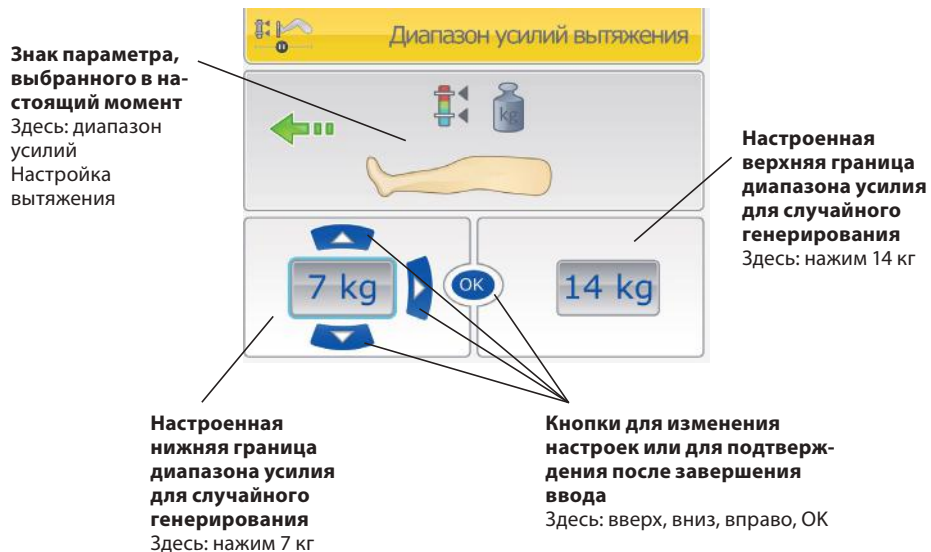 Диапазон усилий вытяжения
Знак параметра,
выбранного в на-
стоящий момент
Здесь: диапазон
усилий
Настройка
вытяжения
kg
Настроенная
верхняя граница
диапазона усилия
для случайного
генерирования
Здесь: нажим 14 кг
7 kg
OK
14 kg
Настроенная
нижняя граница
диапазона усилия
для случайного
генерирования
Здесь: нажим 7 кг
Кнопки для изменения
настроек или для подтверж-
дения после завершения
ввода
Здесь: вверх, вниз, вправо, OK